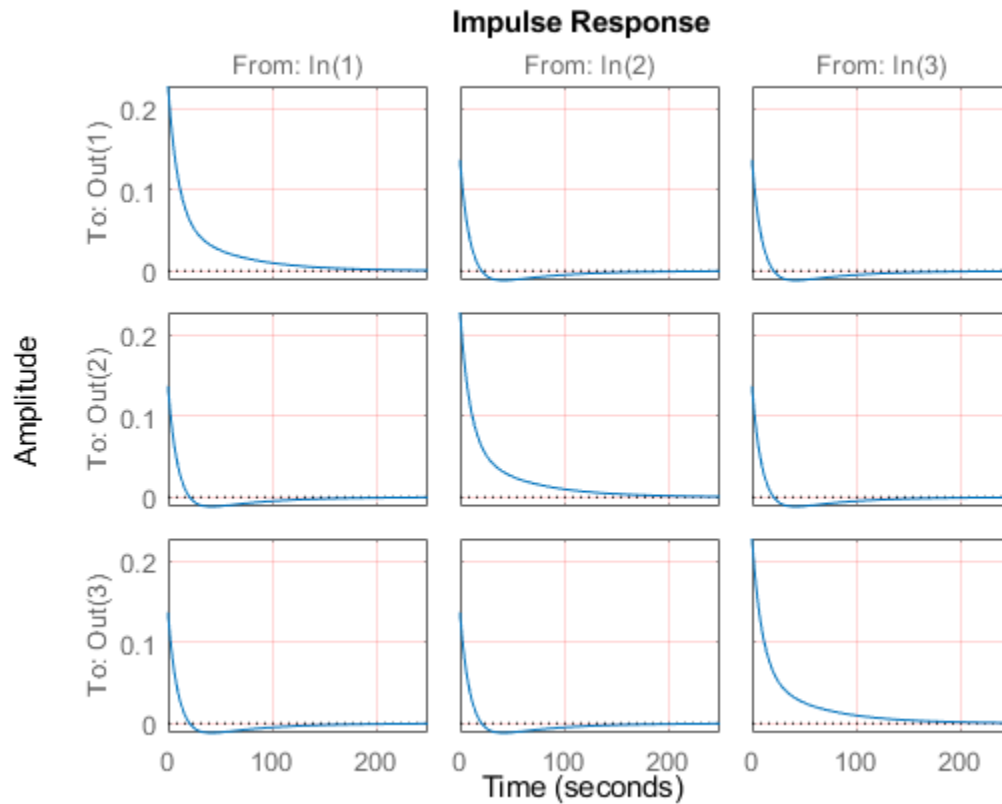 Impulse Response
From: In(1) From: In(2) From: In(3)
To: Out(1)
0.2
0.1
0
Amplitude
To: Out(2)
0.2
0.1
0
To: Out(3)
0.2
0.1
0
0 100 200 0 100 200 0 100 200
Time (seconds)